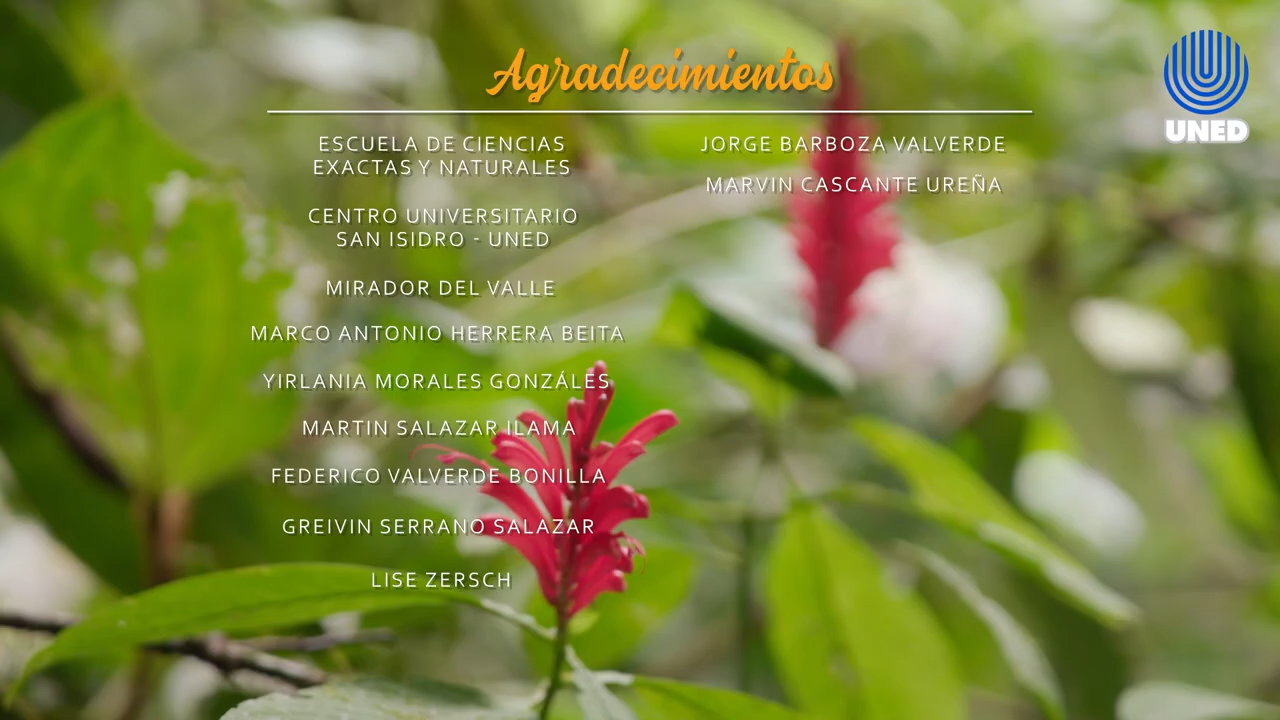 Agradecimientos
ESCUELA DE CIENCIAS
EXACTAS Y NATURALES
CENTRO UNIVERSITARIO
SAN ISIDRO - UNED
MIRADOR DEL VALLE
MARCO ANTONIO HERRERA BEITA
YIRLANIA MORALES GONZÁLES
MARTIN SALAZAR ILAMA
FEDERICO VALVERDE BONILLA
GREIVIN SERRANO SALAZAR
LISE ZERSCH
JORGE BARBOZA VALVERDE
MARVIN CASCANTE UREÑA
UNED